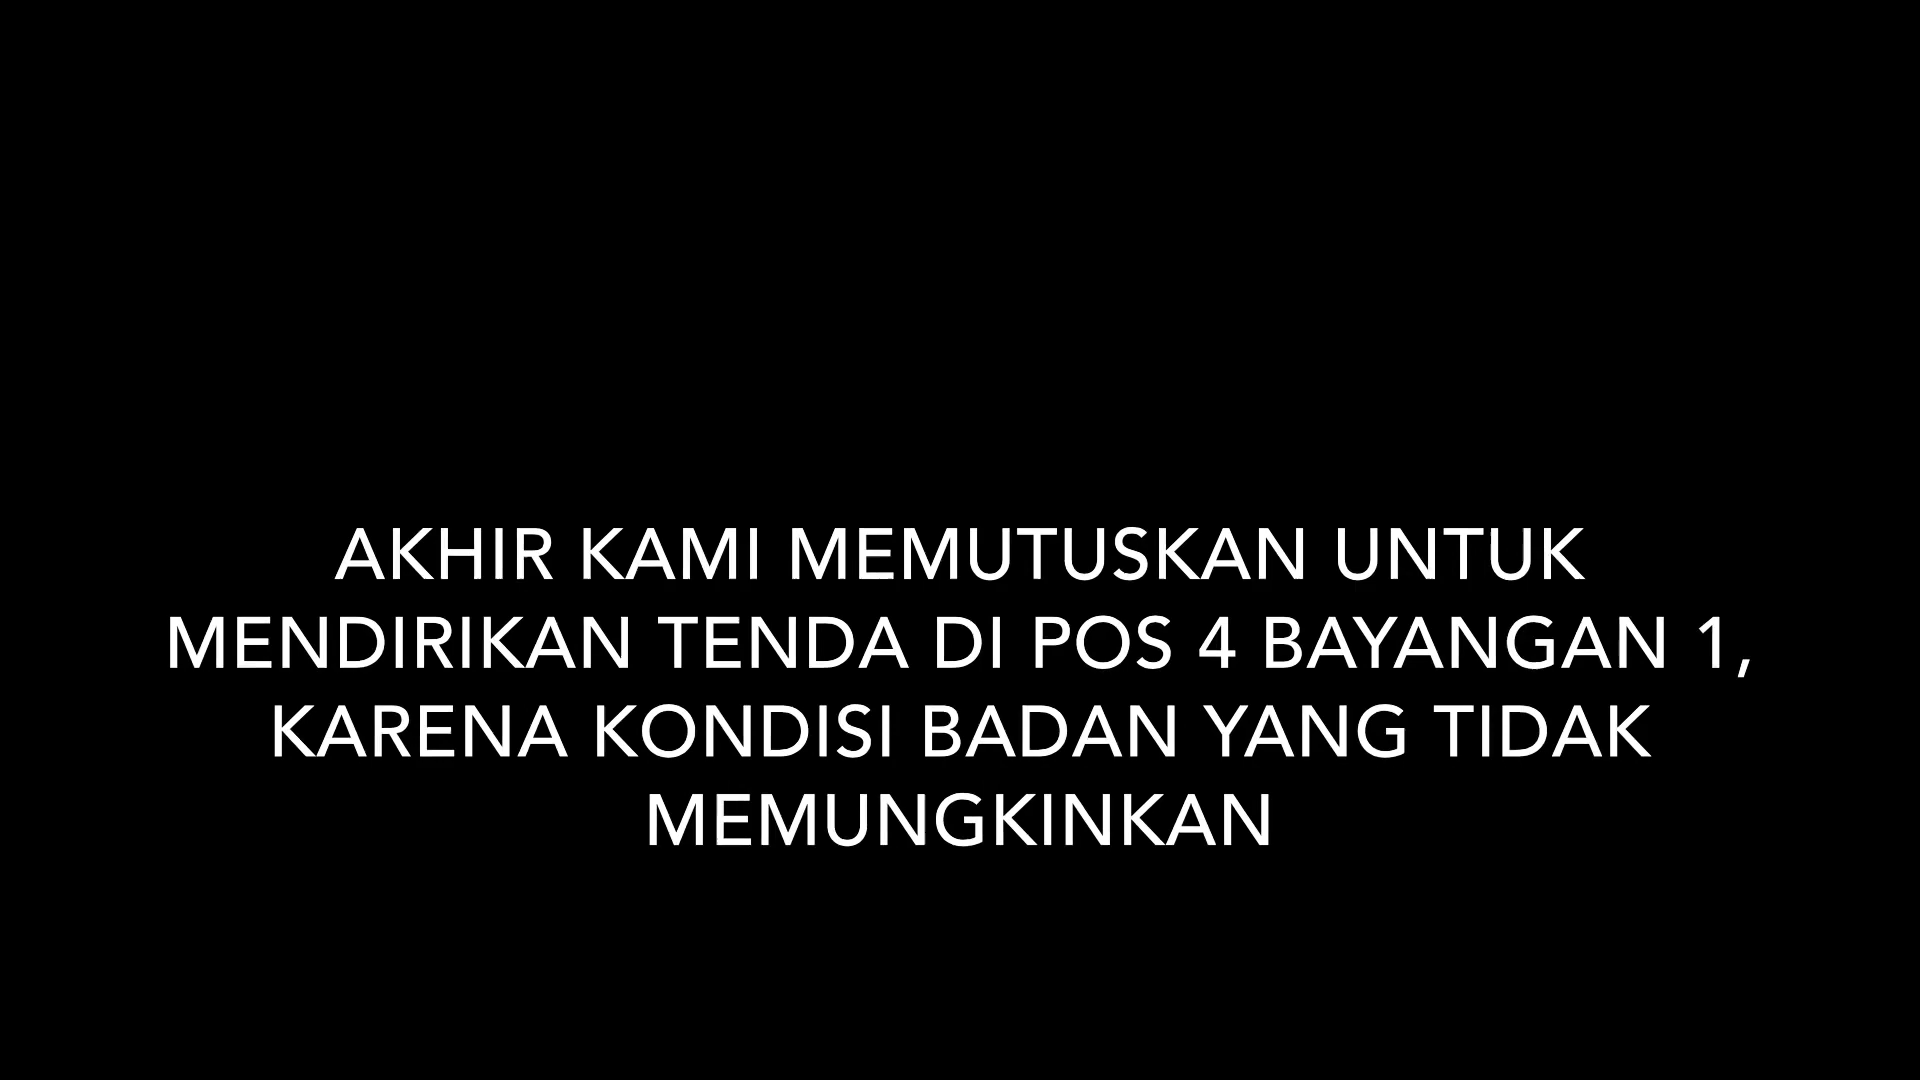 AKHIR KAMI MEMUTUSKAN UNTUK
MENDIRIKAN TENDA DI POS 4 BAYANGAN 1,
KARENA KONDISI BADAN YANG TIDAK
MEMUNGKINKAN